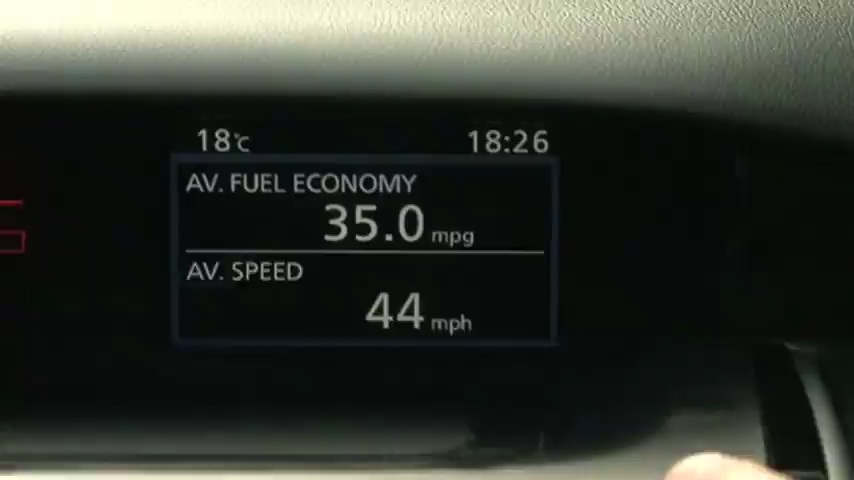 18°C 18:26
AV. FUEL ECONOMY
35.0 mpg
AV. SPEED
44 mph